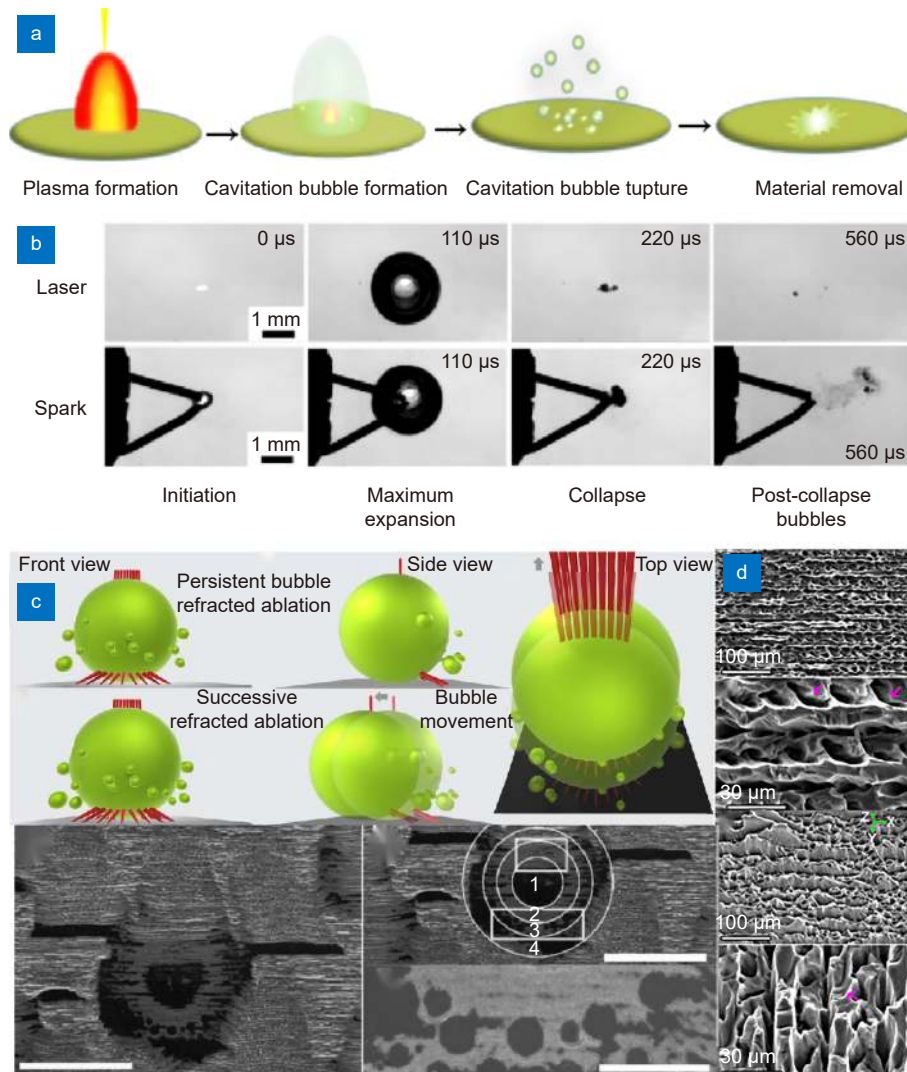 a
Plasma formation
Cavitation bubble formation
Cavitation bubble tupture
Material removal
b
0 µs
110 µs
220 µs
560 µs
Laser
1 mm
110 µs
220 µs
Spark
1 mm
560 µs
Initiation
Maximum
expansion
Collapse
Post-collapse
bubbles
Front view
Side view
Top view
c
Persistent bubble
refracted ablation
Successive
refracted ablation
Bubble
movement
1
2
3
4
d
100 µm
30 µm
Z
X
Y
100 µm
30 µm